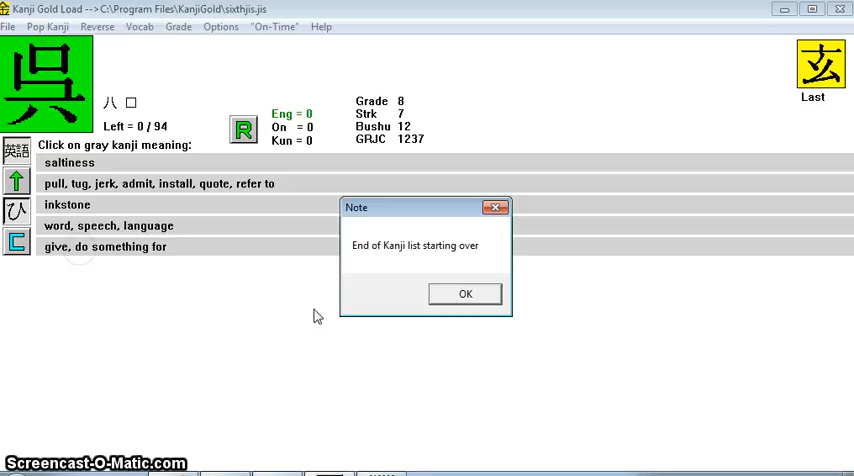 Kanji Gold Load -->C:\Program Files\KanjiGold\sixthjis.jis
File Pop Kanji Reverse Vocab Grade Options "On-Time" Help
呉
玄
Last
八 口
Left = 0 / 94
R
Eng = 0
On = 0
Kun = 0
Grade 8
Strk 7
Bushu 12
GRJC 1237
英語
Click on gray kanji meaning:
saltiness
pull, tug, jerk, admit, install, quote, refer to
inkstone
ひ
word, speech, language
give, do something for
Note
End of Kanji list starting over
OK
Screencast-O-Matic.com